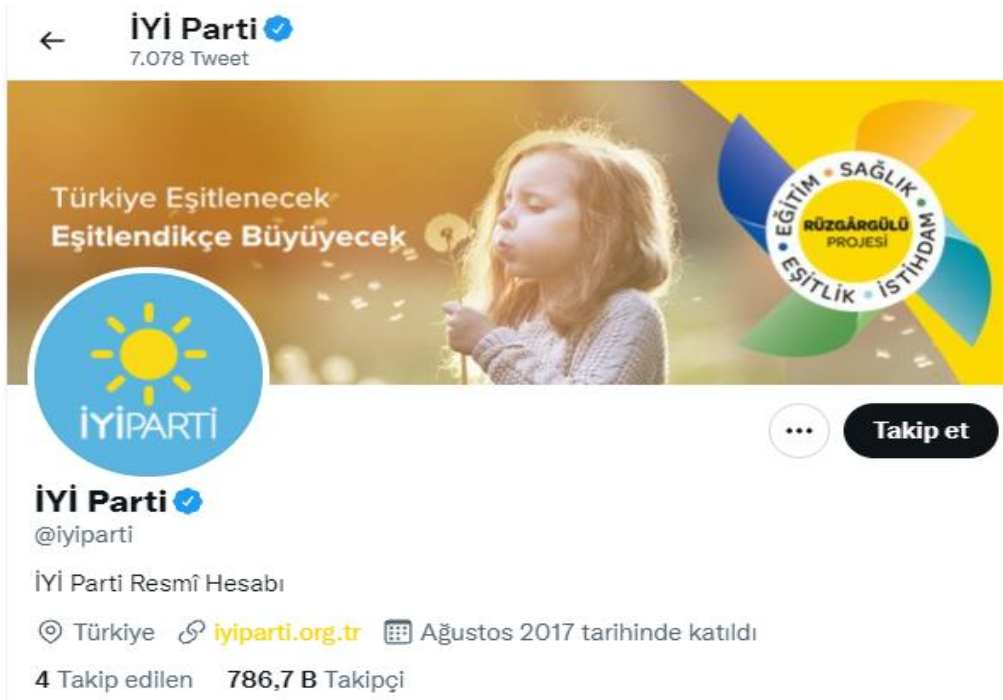 İYİ Parti
7.078 Tweet
Türkiye Eşitlenecek
Eşitlendikçe Büyüyecek
EĞİTİM • SAĞLIK • İSTİHDAM • EŞİTLİK •
RÜZGÂRGÜLÜ
PROJESİ
İYİPARTİ
Takip et
İYİ Parti
@iyiparti
İYİ Parti Resmî Hesabı
Türkiye iyiparti.org.tr Ağustos 2017 tarihinde katıldı
4 Takip edilen 786,7 B Takipçi